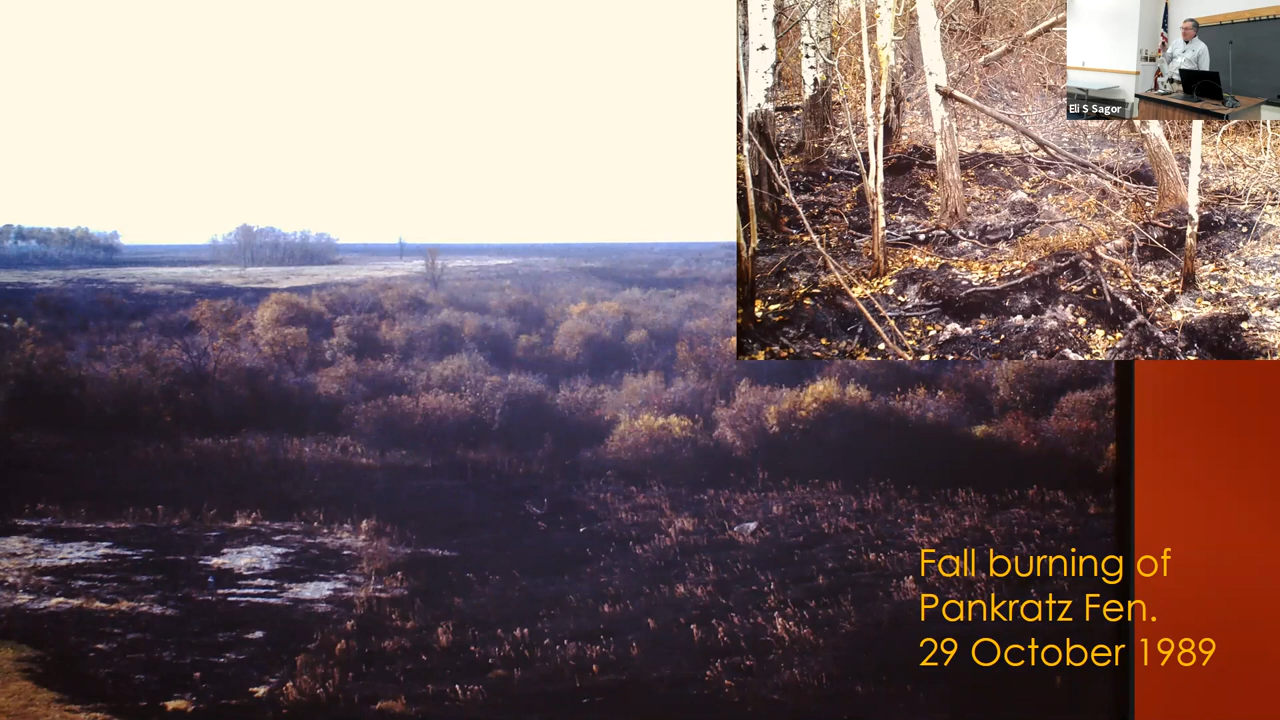 Eli S Sagor
Fall burning of
Pankratz Fen.
29 October 1989